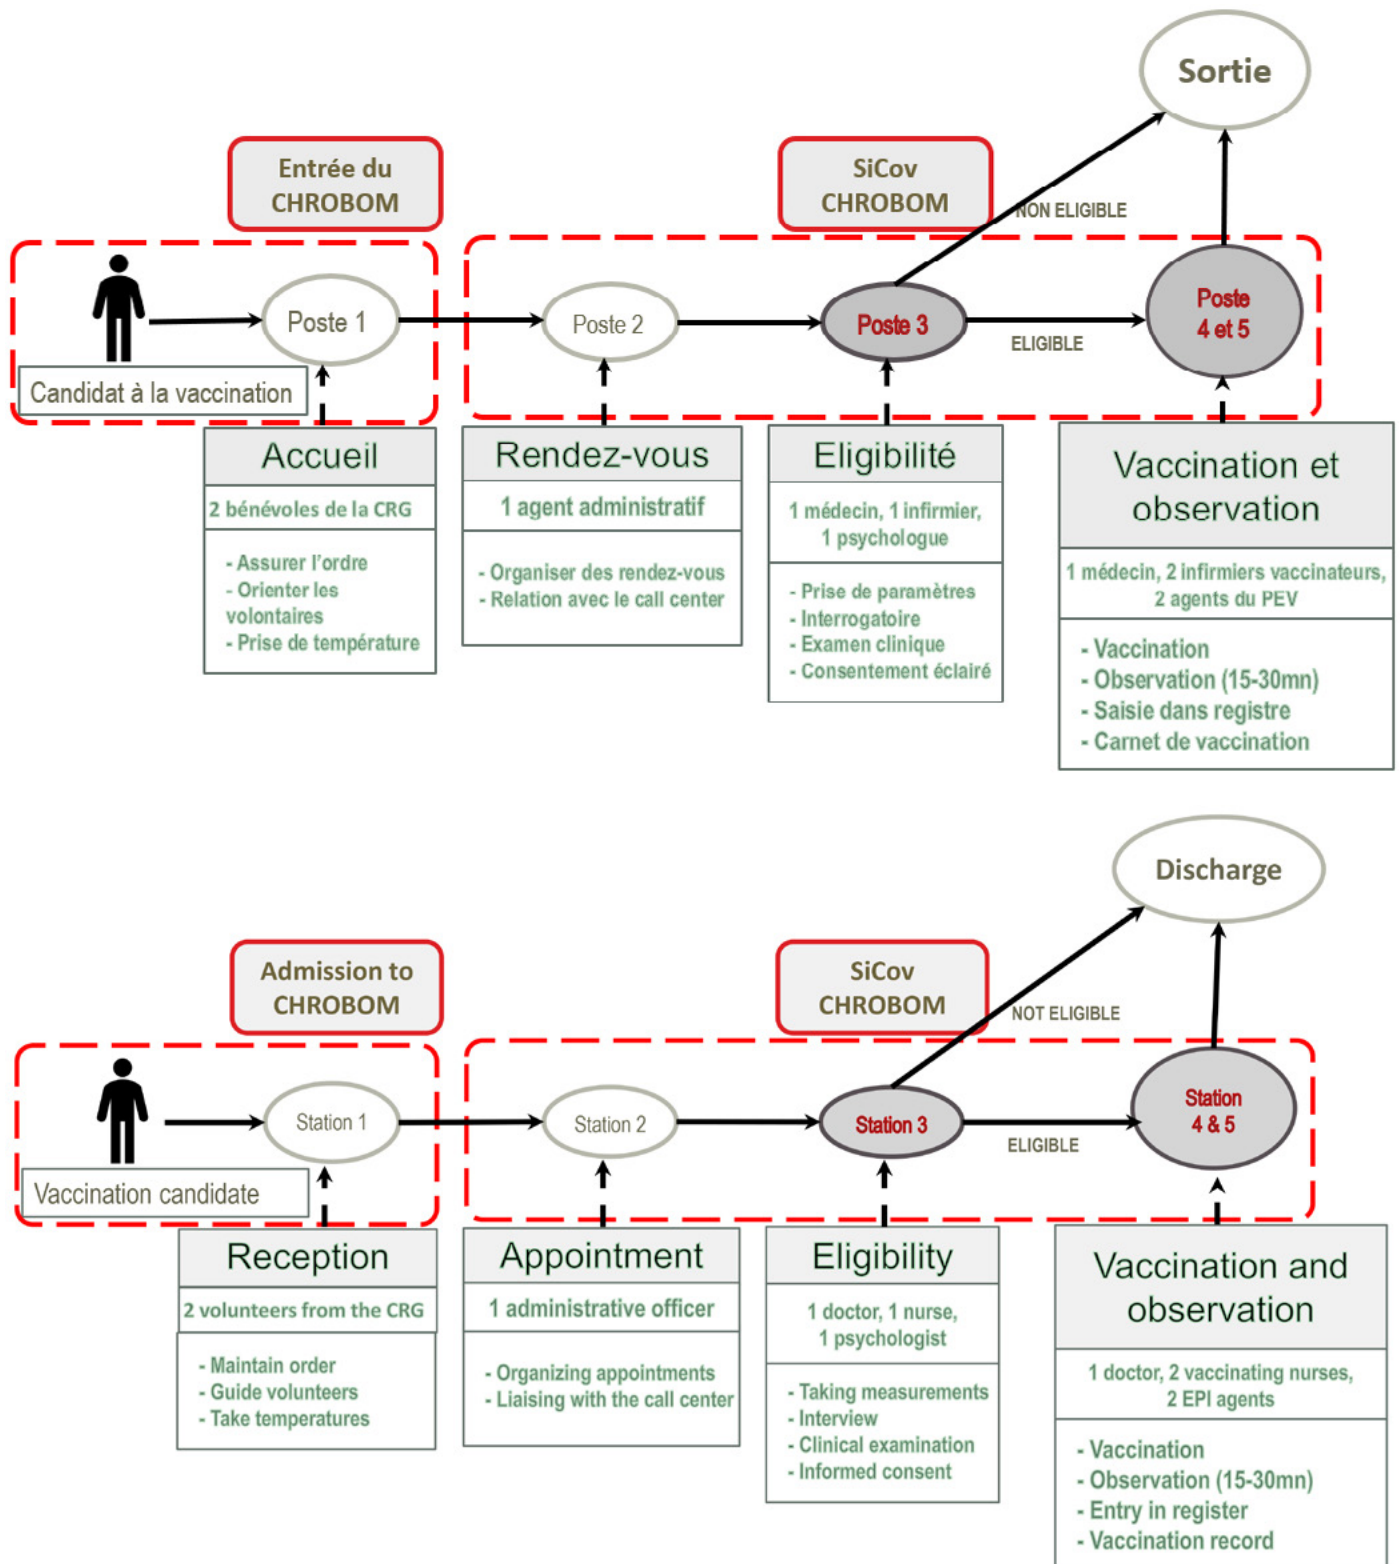 Sortie
Entrée du
CHROBOM
SiCov
CHROBOM
NON ELIGIBLE
Poste 1
Poste 2
Poste 3
ELIGIBLE
Poste
4 et 5
Candidat à la vaccination
Accueil
2 bénévoles de la CRG
- Assurer l'ordre
- Orienter les
volontaires
- Prise de température
Rendez-vous
1 agent administratif
- Organiser des rendez-vous
- Relation avec le call center
Eligibilité
1 médecin, 1 infirmier,
1 psychologue
- Prise de paramètres
- Interrogatoire
- Examen clinique
- Consentement éclairé
Vaccination et
observation
1 médecin, 2 infirmiers vaccinateurs,
2 agents du PEV
- Vaccination
- Observation (15-30mn)
- Saisie dans registre
- Carnet de vaccination
Discharge
Admission to
CHROBOM
SiCov
CHROBOM
NOT ELIGIBLE
Station 1
Station 2
Station 3
ELIGIBLE
Station
4 & 5
Vaccination candidate
Reception
2 volunteers from the CRG
- Maintain order
- Guide volunteers
- Take temperatures
Appointment
1 administrative officer
- Organizing appointments
- Liaising with the call center
Eligibility
1 doctor, 1 nurse,
1 psychologist
- Taking measurements
- Interview
- Clinical examination
- Informed consent
Vaccination and
observation
1 doctor, 2 vaccinating nurses,
2 EPI agents
- Vaccination
- Observation (15-30mn)
- Entry in register
- Vaccination record